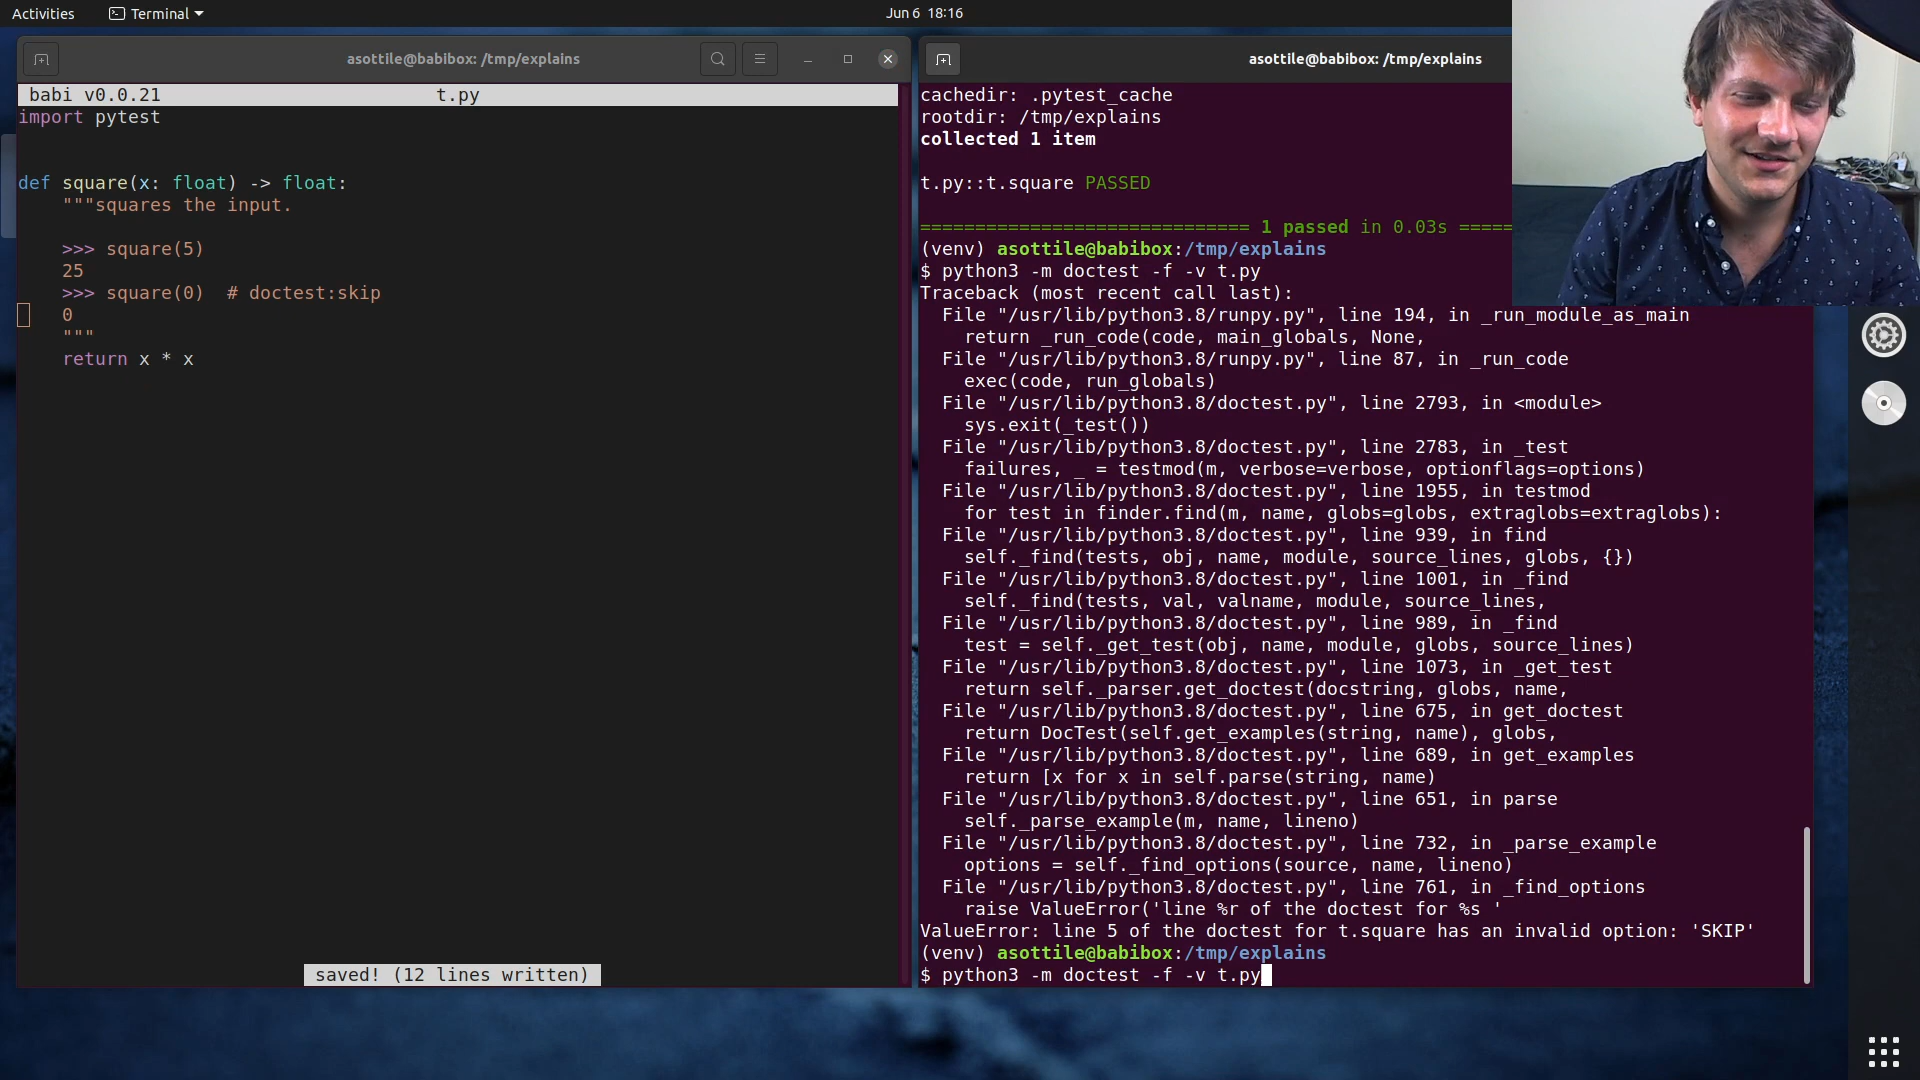 Activities
Terminal
Jun 6 18:16
asottile@babibox: /tmp/explains
babi v0.0.21 t.py
import pytest
def square(x: float) -> float:
"""squares the input.
>>> square(5)
25
>>> square(0)  # doctest:skip
0
"""
return x * x
saved! (12 lines written)
asottile@babibox: /tmp/explains
cachedir: .pytest_cache
rootdir: /tmp/explains
collected 1 item
t.py::t.square PASSED
============================== 1 passed in 0.03s =====
(venv) asottile@babibox:/tmp/explains
$ python3 -m doctest -f -v t.py
Traceback (most recent call last):
File "/usr/lib/python3.8/runpy.py", line 194, in _run_module_as_main
return _run_code(code, main_globals, None,
File "/usr/lib/python3.8/runpy.py", line 87, in _run_code
exec(code, run_globals)
File "/usr/lib/python3.8/doctest.py", line 2793, in <module>
sys.exit(_test())
File "/usr/lib/python3.8/doctest.py", line 2783, in _test
failures, _ = testmod(m, verbose=verbose, optionflags=options)
File "/usr/lib/python3.8/doctest.py", line 1955, in testmod
for test in finder.find(m, name, globs=globs, extraglobs=extraglobs):
File "/usr/lib/python3.8/doctest.py", line 939, in find
self._find(tests, obj, name, module, source_lines, globs, {})
File "/usr/lib/python3.8/doctest.py", line 1001, in _find
self._find(tests, val, valname, module, source_lines,
File "/usr/lib/python3.8/doctest.py", line 989, in _find
test = self._get_test(obj, name, module, globs, source_lines)
File "/usr/lib/python3.8/doctest.py", line 1073, in _get_test
return self._parser.get_doctest(docstring, globs, name,
File "/usr/lib/python3.8/doctest.py", line 675, in get_doctest
return DocTest(self.get_examples(string, name), globs,
File "/usr/lib/python3.8/doctest.py", line 689, in get_examples
return [x for x in self.parse(string, name)
File "/usr/lib/python3.8/doctest.py", line 651, in parse
self._parse_example(m, name, lineno)
File "/usr/lib/python3.8/doctest.py", line 732, in _parse_example
options = self._find_options(source, name, lineno)
File "/usr/lib/python3.8/doctest.py", line 761, in _find_options
raise ValueError('line %r of the doctest for %s '
ValueError: line 5 of the doctest for t.square has an invalid option: 'SKIP'
(venv) asottile@babibox:/tmp/explains
$ python3 -m doctest -f -v t.py